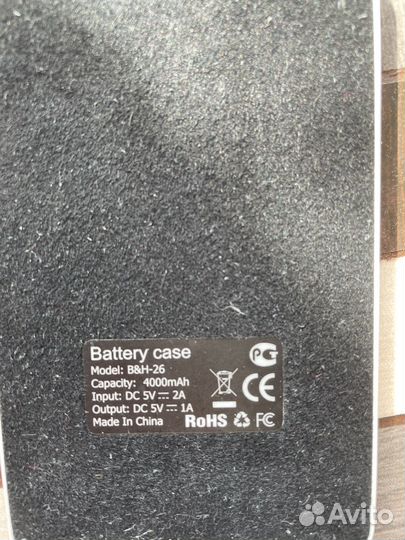 Battery case
Model: B&H-26
Capacity: 4000mAh
Input: DC 5V ⎓ 2A
Output: DC 5V ⎓ 1A
Made In China
RoHS
FC
CE
РС
Avito